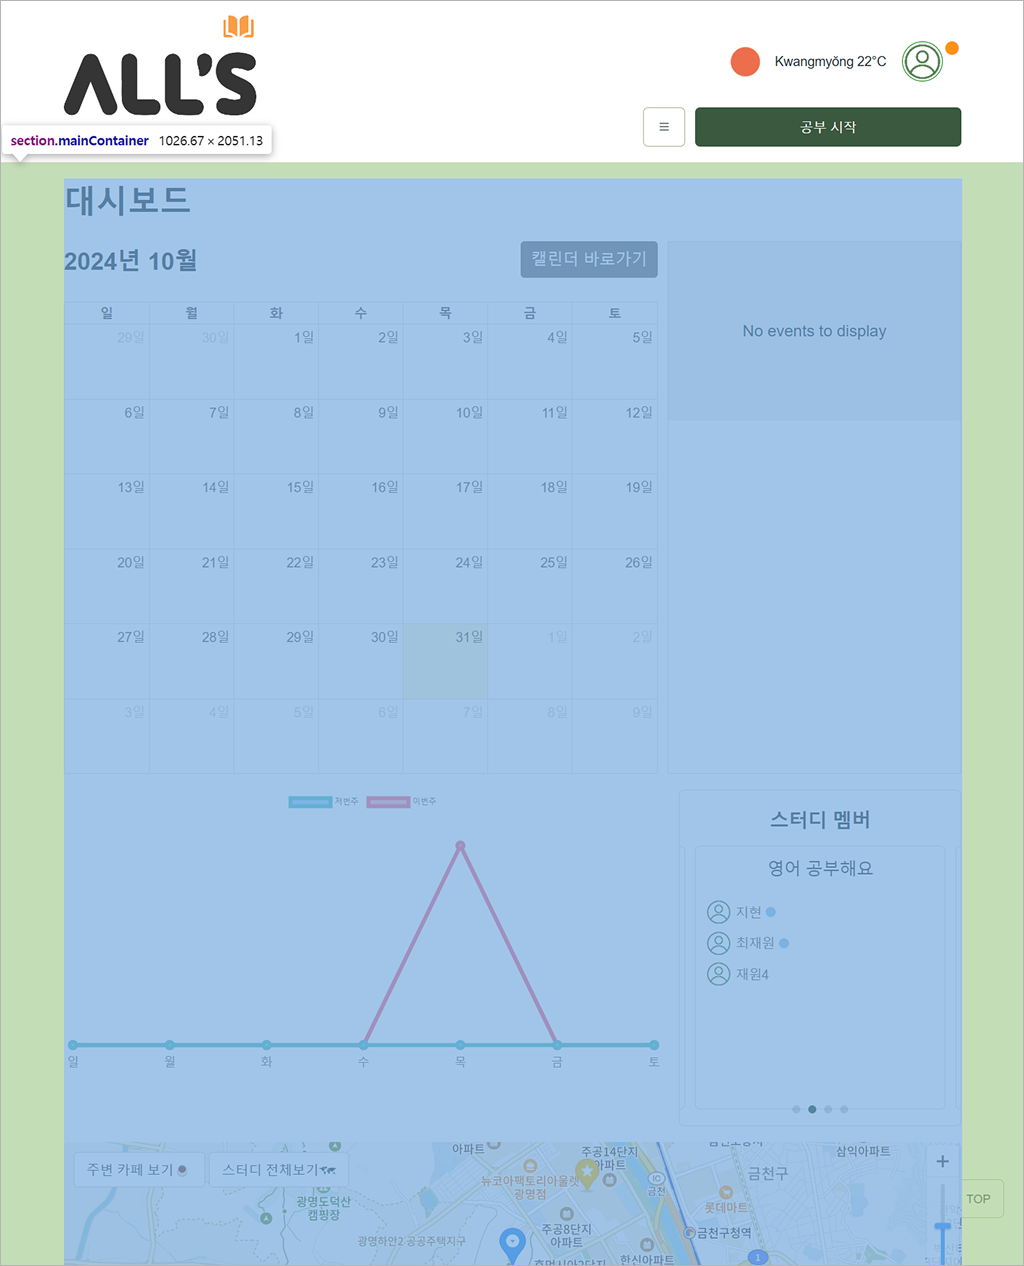 ALL'S
Kwangmyŏng 22°C
≡
공부 시작
section.mainContainer 1026.67 × 2051.13
대시보드
2024년 10월
캘린더 바로가기
일 월 화 수 목 금 토
29일 30일 1일 2일 3일 4일 5일
6일 7일 8일 9일 10일 11일 12일
13일 14일 15일 16일 17일 18일 19일
20일 21일 22일 23일 24일 25일 26일
27일 28일 29일 30일 31일 1일 2일
3일 4일 5일 6일 7일 8일 9일
No events to display
저번주 이번주
일 월 화 수 목 금 토
스터디 멤버
영어 공부해요
지현
최재원
재원4
주변 카페 보기
스터디 전체보기
아파트
주공14단지
아파트
뉴코아팩토리아울렛
광명점
광명도덕산
캠핑장
광명하안2 공공주택지구
주공8단지
아파트
IC
금천
금천구
삼익아파트
롯데마트
금천구청역
한신아파트
1
+
TOP